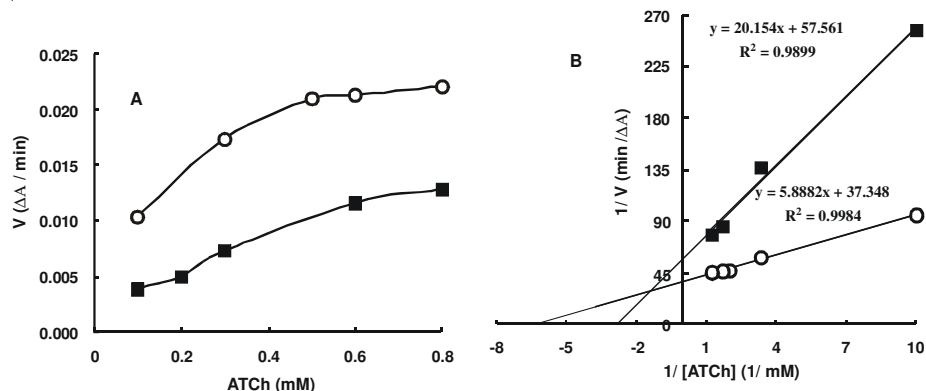 0.025
0.020
0.015
0.010
0.005
0.000
V (ΔA / min)
A
0
0.2
0.4
0.6
0.8
ATCh (mM)
B
270
225
180
135
90
45
0
1/ V (min /ΔA)
y = 20.154x + 57.561
R² = 0.9899
y = 5.8882x + 37.348
R² = 0.9984
-8
-5
-2
1
4
7
10
1/ [ATCh] (1/ mM)